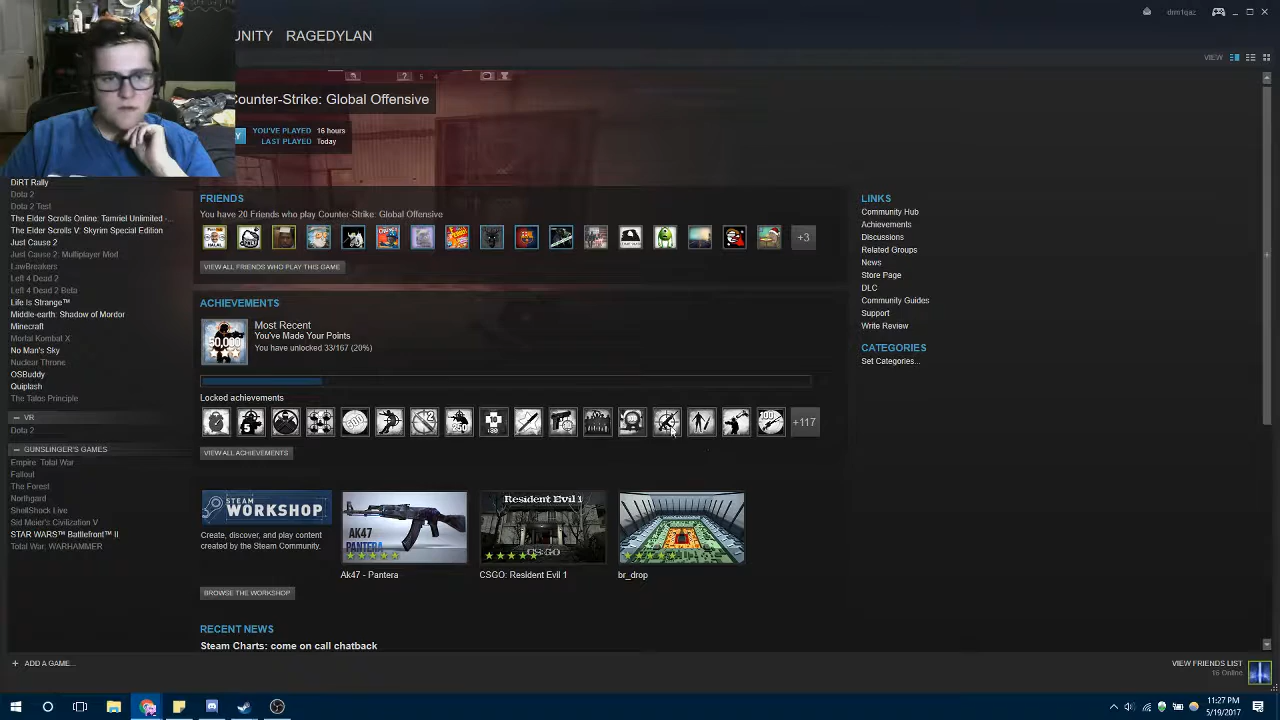 drm1qaz
UNITY RAGEDYLAN
VIEW
Counter-Strike: Global Offensive
YOU'VE PLAYED 16 hours
LAST PLAYED Today
DiRT Rally
Dota 2
Dota 2 Test
The Elder Scrolls Online: Tamriel Unlimited -...
The Elder Scrolls V: Skyrim Special Edition
Just Cause 2
Just Cause 2: Multiplayer Mod
LawBreakers
Left 4 Dead 2
Left 4 Dead 2 Beta
Life Is Strange™
Middle-earth: Shadow of Mordor
Minecraft
Mortal Kombat X
No Man's Sky
Nuclear Throne
OSBuddy
Quiplash
The Talos Principle
— VR
Dota 2
— GUNSLINGER'S GAMES
Empire: Total War
Fallout
The Forest
Northgard
ShellShock Live
Sid Meier's Civilization V
STAR WARS™ Battlefront™ II
Total War: WARHAMMER
FRIENDS
You have 20 Friends who play Counter-Strike: Global Offensive
+3
VIEW ALL FRIENDS WHO PLAY THIS GAME
ACHIEVEMENTS
50,000
Most Recent
You've Made Your Points
You have unlocked 33/167 (20%)
Locked achievements
+117
VIEW ALL ACHIEVEMENTS
STEAM WORKSHOP
Create, discover, and play content
created by the Steam Community.
AK47
PANTERA
Ak47 - Pantera
Resident Evil 1
CS:GO
CSGO: Resident Evil 1
br_drop
BROWSE THE WORKSHOP
RECENT NEWS
Steam Charts: come on call chatback
LINKS
Community Hub
Achievements
Discussions
Related Groups
News
Store Page
DLC
Community Guides
Support
Write Review
CATEGORIES
Set Categories...
+ ADD A GAME...
VIEW FRIENDS LIST
16 Online
11:27 PM
5/19/2017